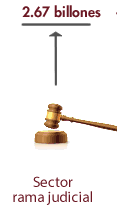 2.67 billones
Sector
rama judicial